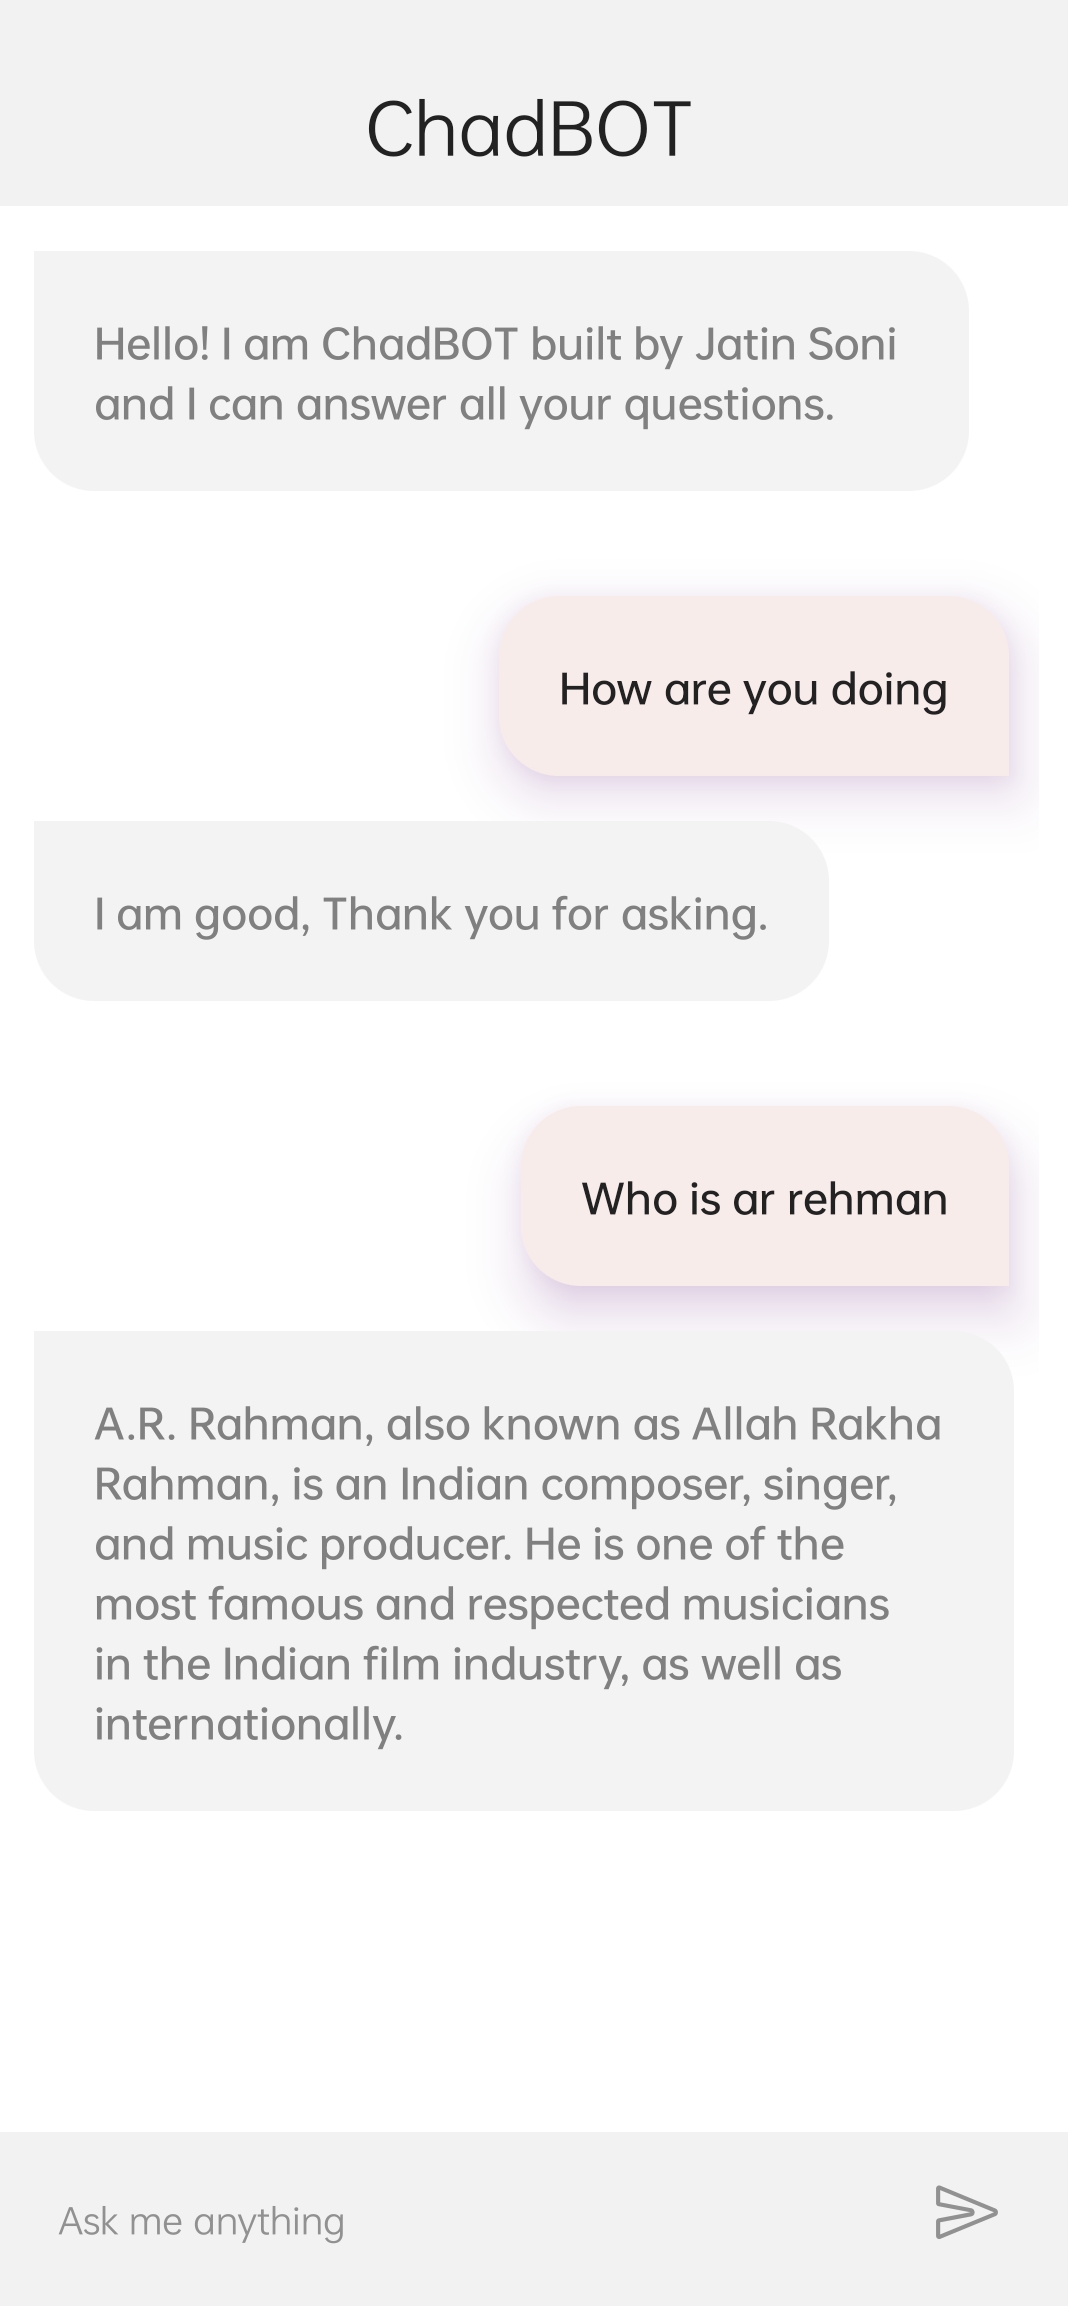 ChadBOT
Hello! I am ChadBOT built by Jatin Soni
and I can answer all your questions.
How are you doing
I am good, Thank you for asking.
Who is ar rehman
A.R. Rahman, also known as Allah Rakha
Rahman, is an Indian composer, singer,
and music producer. He is one of the
most famous and respected musicians
in the Indian film industry, as well as
internationally.
Ask me anything